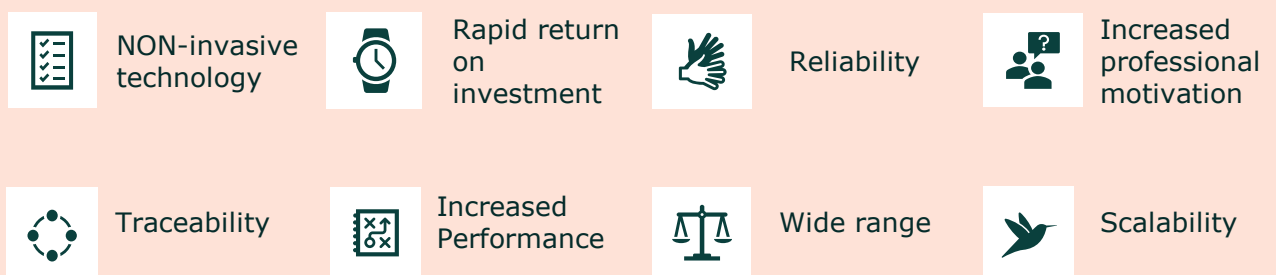 NON-invasive
technology
Rapid return
on
investment
Reliability
Increased
professional
motivation
?
Traceability
Increased
Performance
Wide range
Scalability